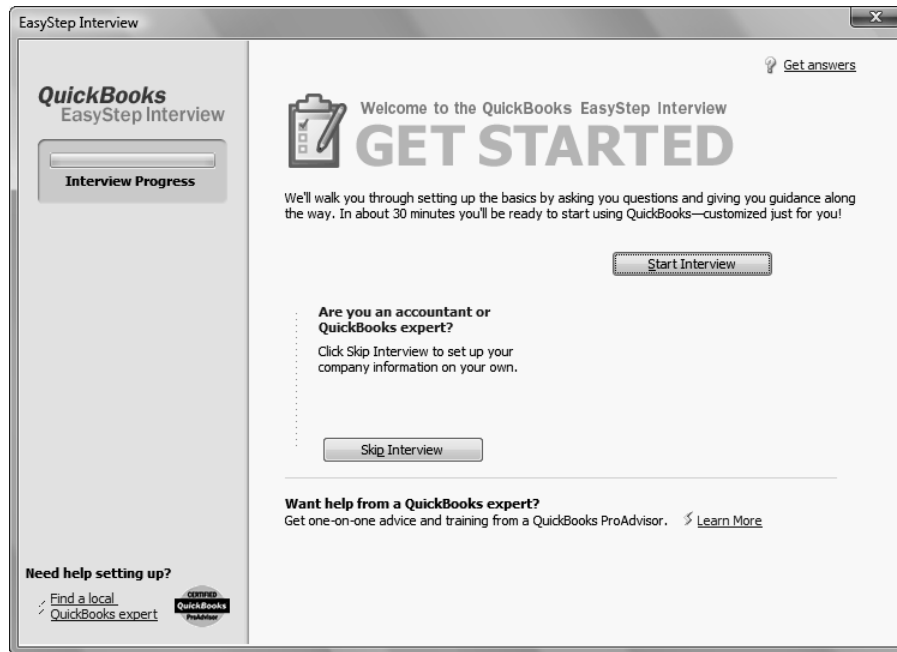 EasyStep Interview
x
QuickBooks
EasyStep Interview
Interview Progress
Need help setting up?
Find a local
QuickBooks expert
CERTIFIED
QuickBooks
ProAdvisor
Get answers
Welcome to the QuickBooks EasyStep Interview
GET STARTED
We'll walk you through setting up the basics by asking you questions and giving you guidance along
the way. In about 30 minutes you'll be ready to start using QuickBooks—customized just for you!
Start Interview
Are you an accountant or
QuickBooks expert?
Click Skip Interview to set up your
company information on your own.
Skip Interview
Want help from a QuickBooks expert?
Get one-on-one advice and training from a QuickBooks ProAdvisor. Learn More